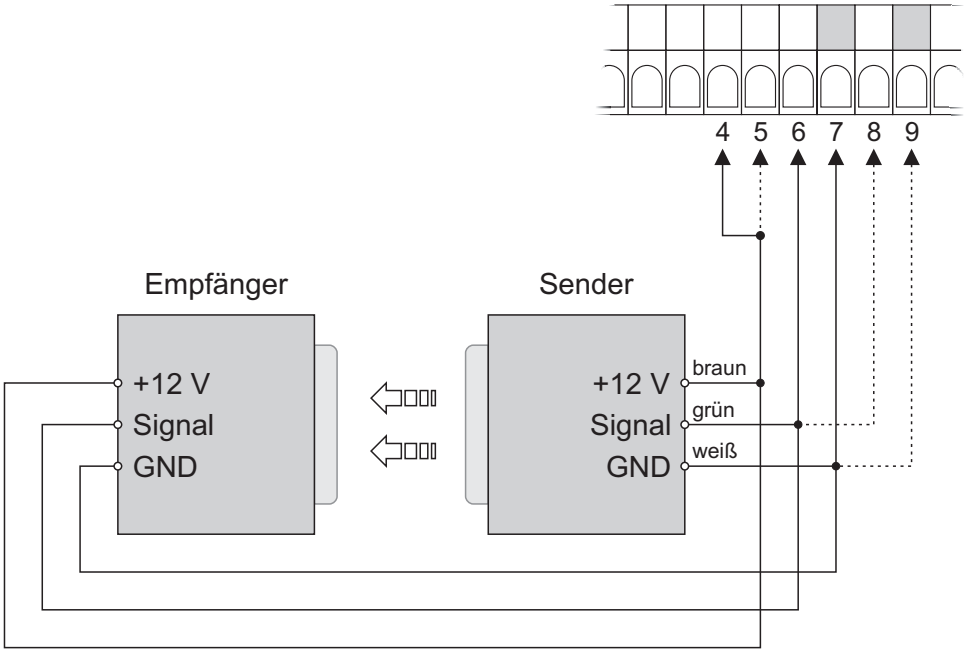 4 5 6 7 8 9
Empfänger Sender
+12 V +12 V braun
Signal Signal grün
GND GND weiß